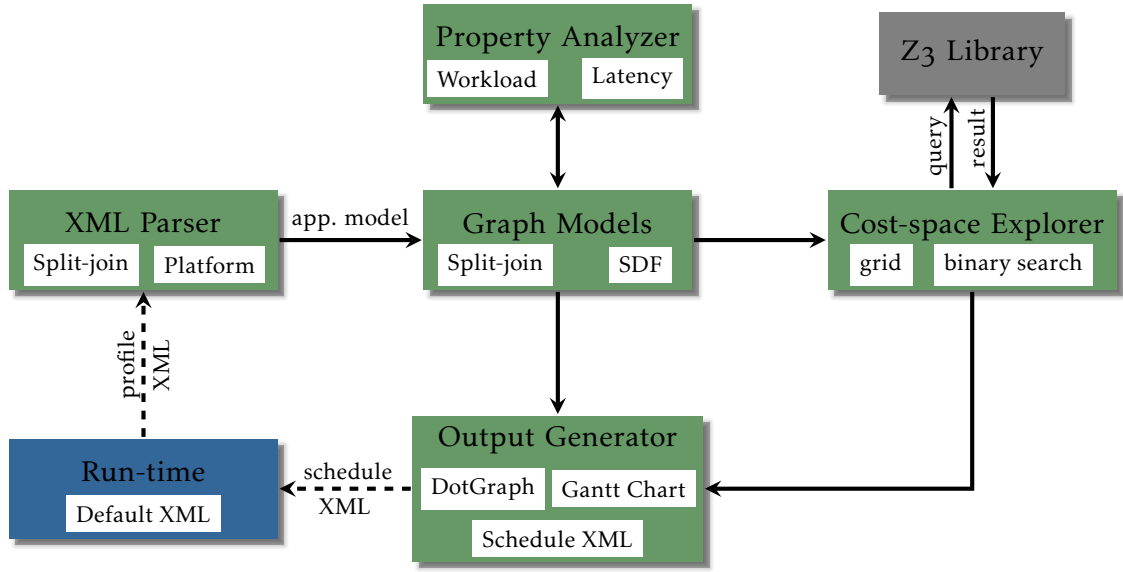 Property Analyzer
Workload
Latency
Z3 Library
query
result
XML Parser
Split-join
Platform
app. model
Graph Models
Split-join
SDF
Cost-space Explorer
grid
binary search
profile
XML
Output Generator
DotGraph
Gantt Chart
Schedule XML
schedule
XML
Run-time
Default XML